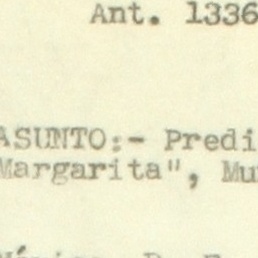 Ant. 1336
ASUNTO:- Predi
Margarita", Mu